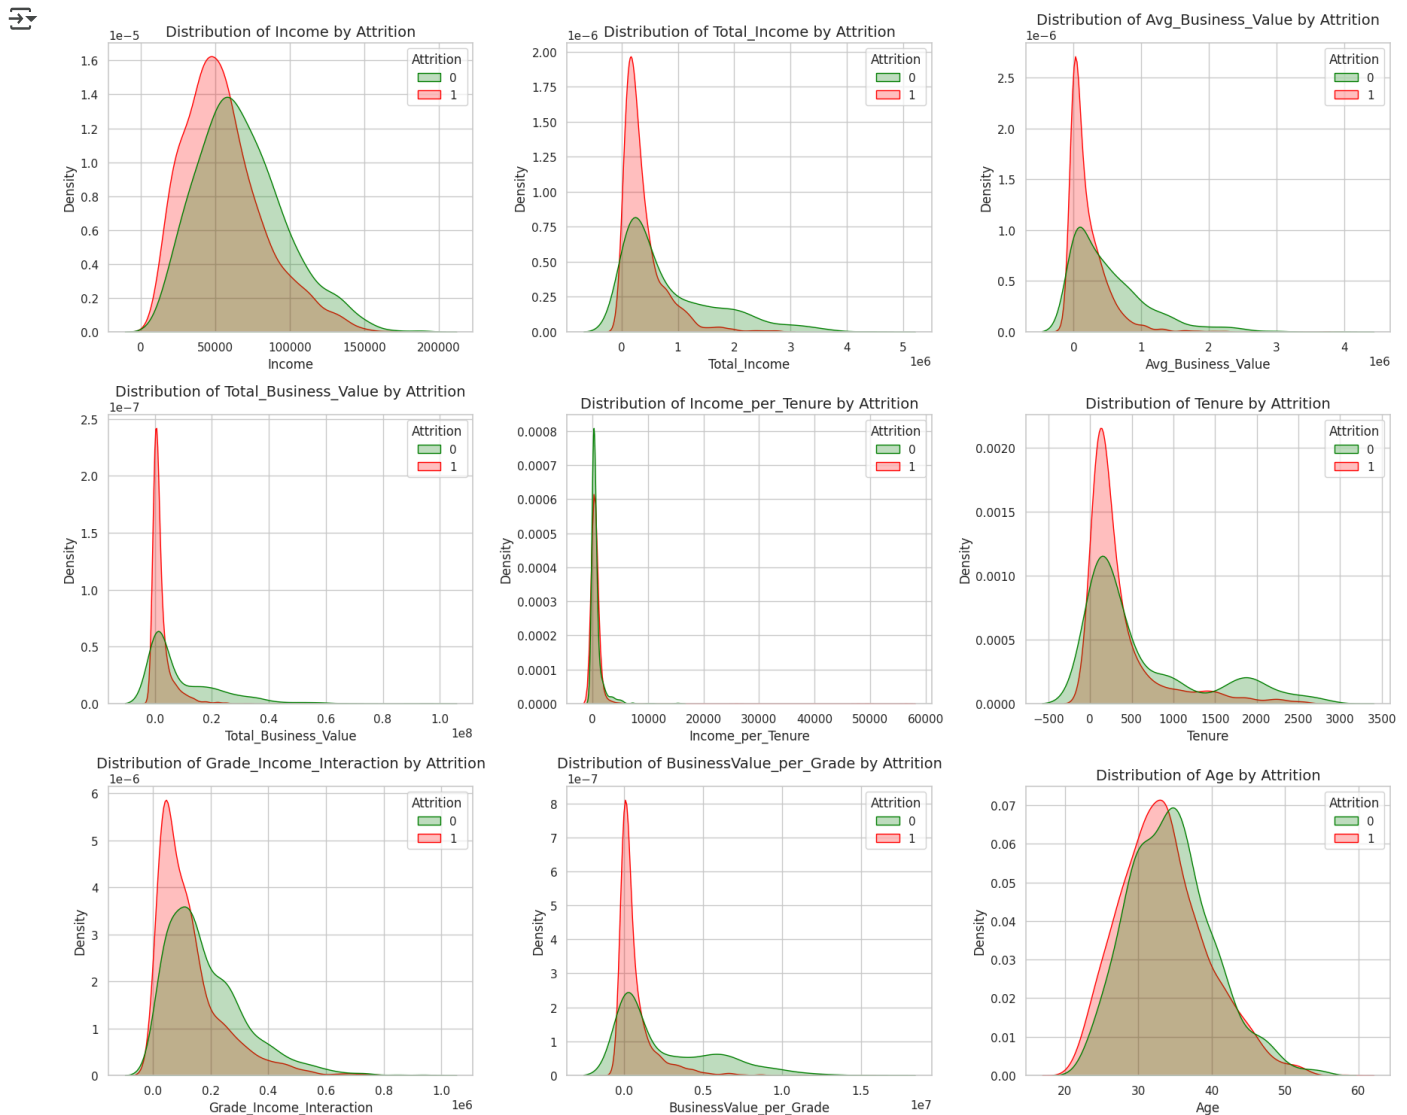 Distribution of Income by Attrition
1e−5
Attrition
0
1
1.6
1.4
1.2
1.0
0.8
0.6
0.4
0.2
0.0
Density
0 50000 100000 150000 200000
Income
Distribution of Total_Income by Attrition
1e−6
Attrition
0
1
2.00
1.75
1.50
1.25
1.00
0.75
0.50
0.25
0.00
Density
0 1 2 3 4 5
1e6
Total_Income
Distribution of Avg_Business_Value by Attrition
1e−6
Attrition
0
1
2.5
2.0
1.5
1.0
0.5
0.0
Density
0 1 2 3 4
1e6
Avg_Business_Value
Distribution of Total_Business_Value by Attrition
1e−7
Attrition
0
1
2.5
2.0
1.5
1.0
0.5
0.0
Density
0.0 0.2 0.4 0.6 0.8 1.0
1e8
Total_Business_Value
Distribution of Income_per_Tenure by Attrition
Attrition
0
1
0.0008
0.0007
0.0006
0.0005
0.0004
0.0003
0.0002
0.0001
0.0000
Density
0 10000 20000 30000 40000 50000 60000
Income_per_Tenure
Distribution of Tenure by Attrition
Attrition
0
1
0.0020
0.0015
0.0010
0.0005
0.0000
Density
−500 0 500 1000 1500 2000 2500 3000 3500
Tenure
Distribution of Grade_Income_Interaction by Attrition
1e−6
Attrition
0
1
6
5
4
3
2
1
0
Density
0.0 0.2 0.4 0.6 0.8 1.0
1e6
Grade_Income_Interaction
Distribution of BusinessValue_per_Grade by Attrition
1e−7
Attrition
0
1
8
7
6
5
4
3
2
1
0
Density
0.0 0.5 1.0 1.5
1e7
BusinessValue_per_Grade
Distribution of Age by Attrition
Attrition
0
1
0.07
0.06
0.05
0.04
0.03
0.02
0.01
0.00
Density
20 30 40 50 60
Age